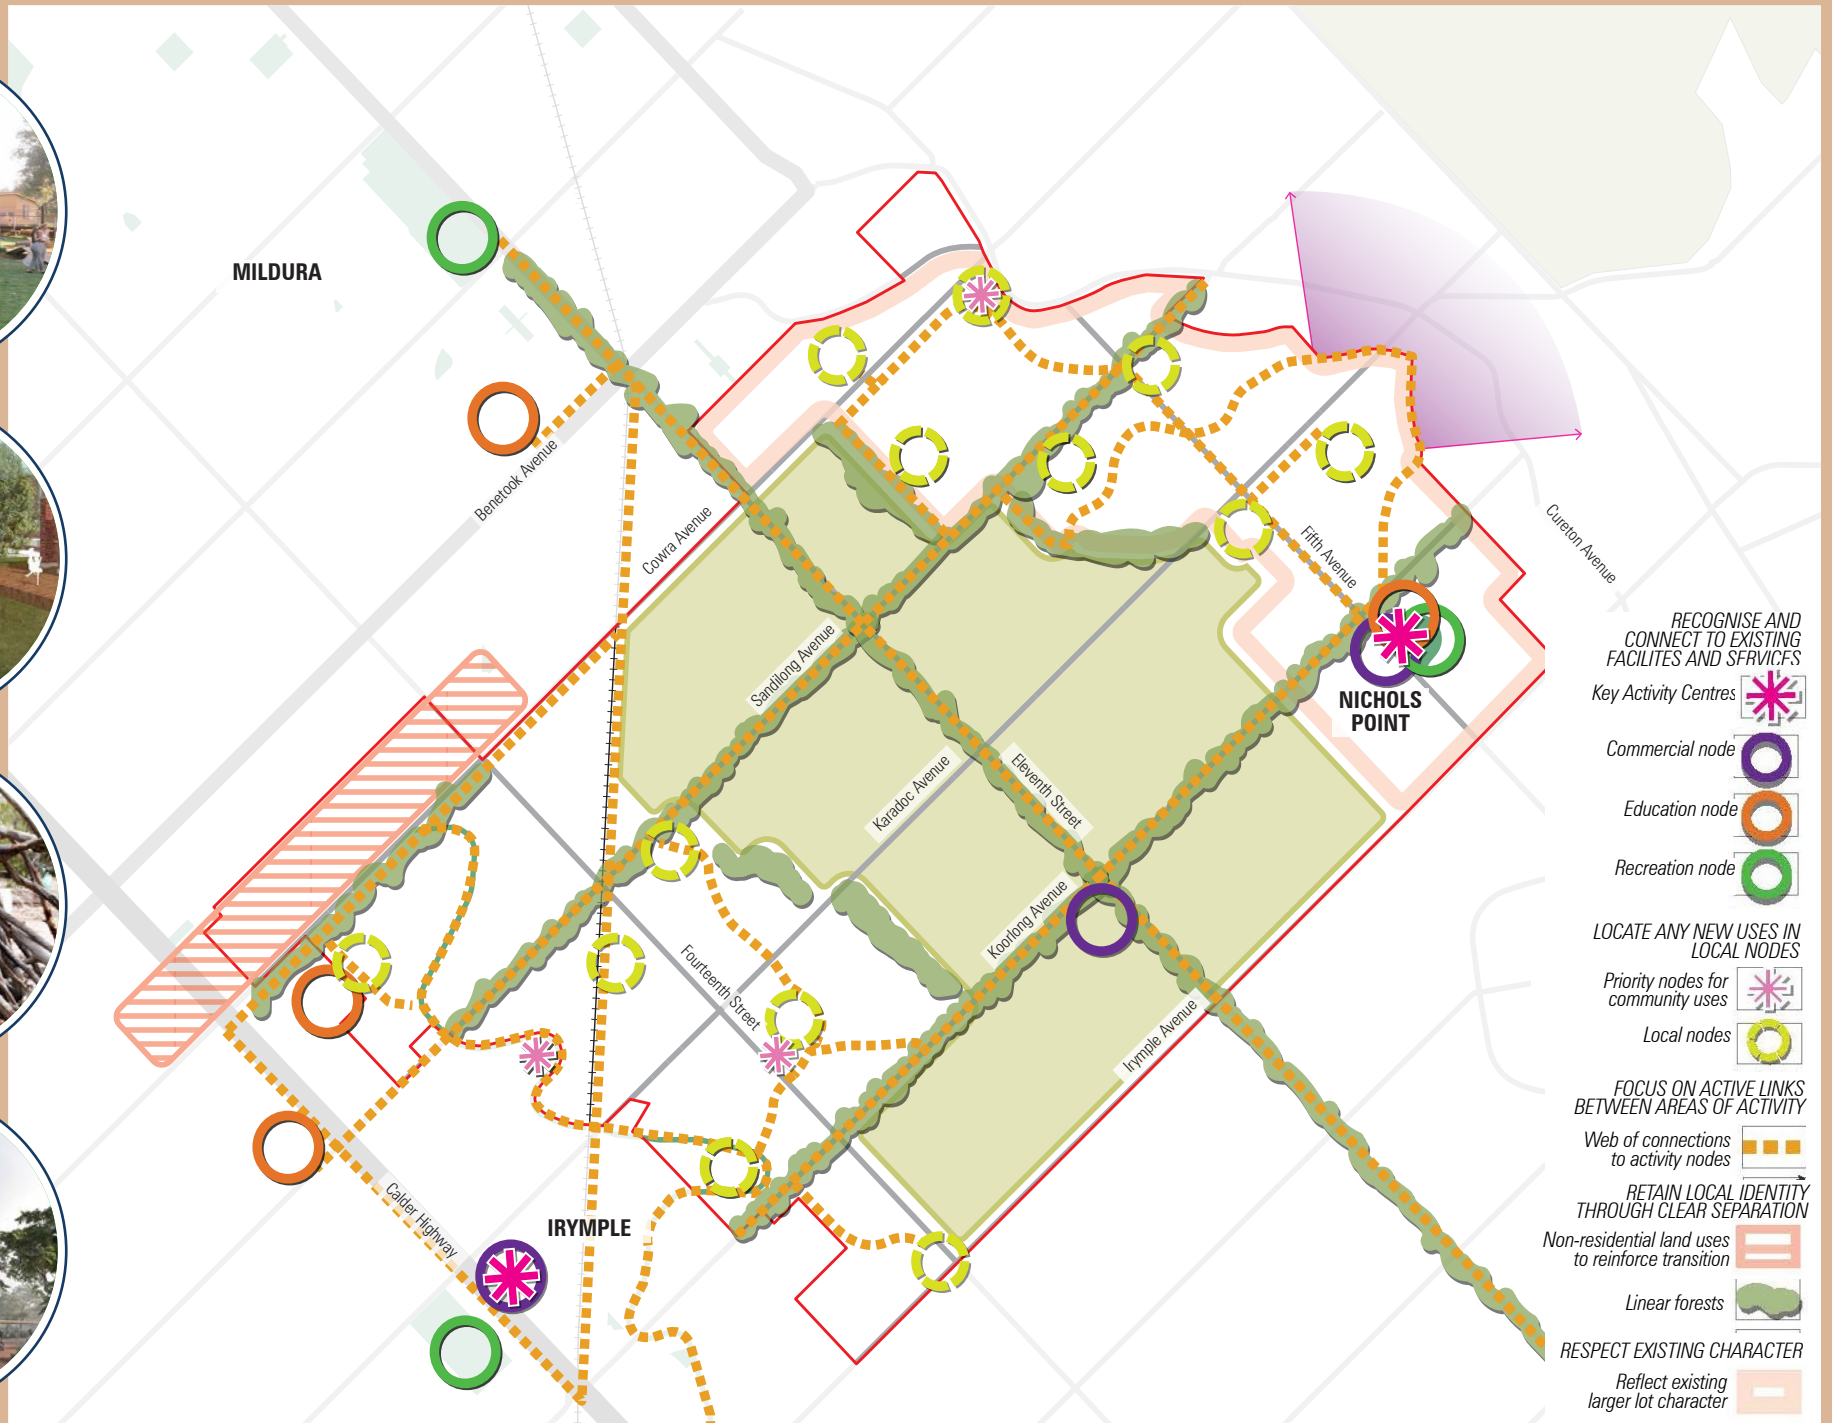 MILDURA
Benetook Avenue
Cowra Avenue
Sandilong Avenue
Karadoc Avenue
Eleventh Street
Koorlong Avenue
Fourteenth Street
Irymple Avenue
Fifth Avenue
Cureton Avenue
NICHOLS
POINT
Calder Highway
IRYMPLE
RECOGNISE AND
CONNECT TO EXISTING
FACILITES AND SERVICES
Key Activity Centres
Commercial node
Education node
Recreation node
LOCATE ANY NEW USES IN
LOCAL NODES
Priority nodes for
community uses
Local nodes
FOCUS ON ACTIVE LINKS
BETWEEN AREAS OF ACTIVITY
Web of connections
to activity nodes
RETAIN LOCAL IDENTITY
THROUGH CLEAR SEPARATION
Non-residential land uses
to reinforce transition
Linear forests
RESPECT EXISTING CHARACTER
Reflect existing
larger lot character